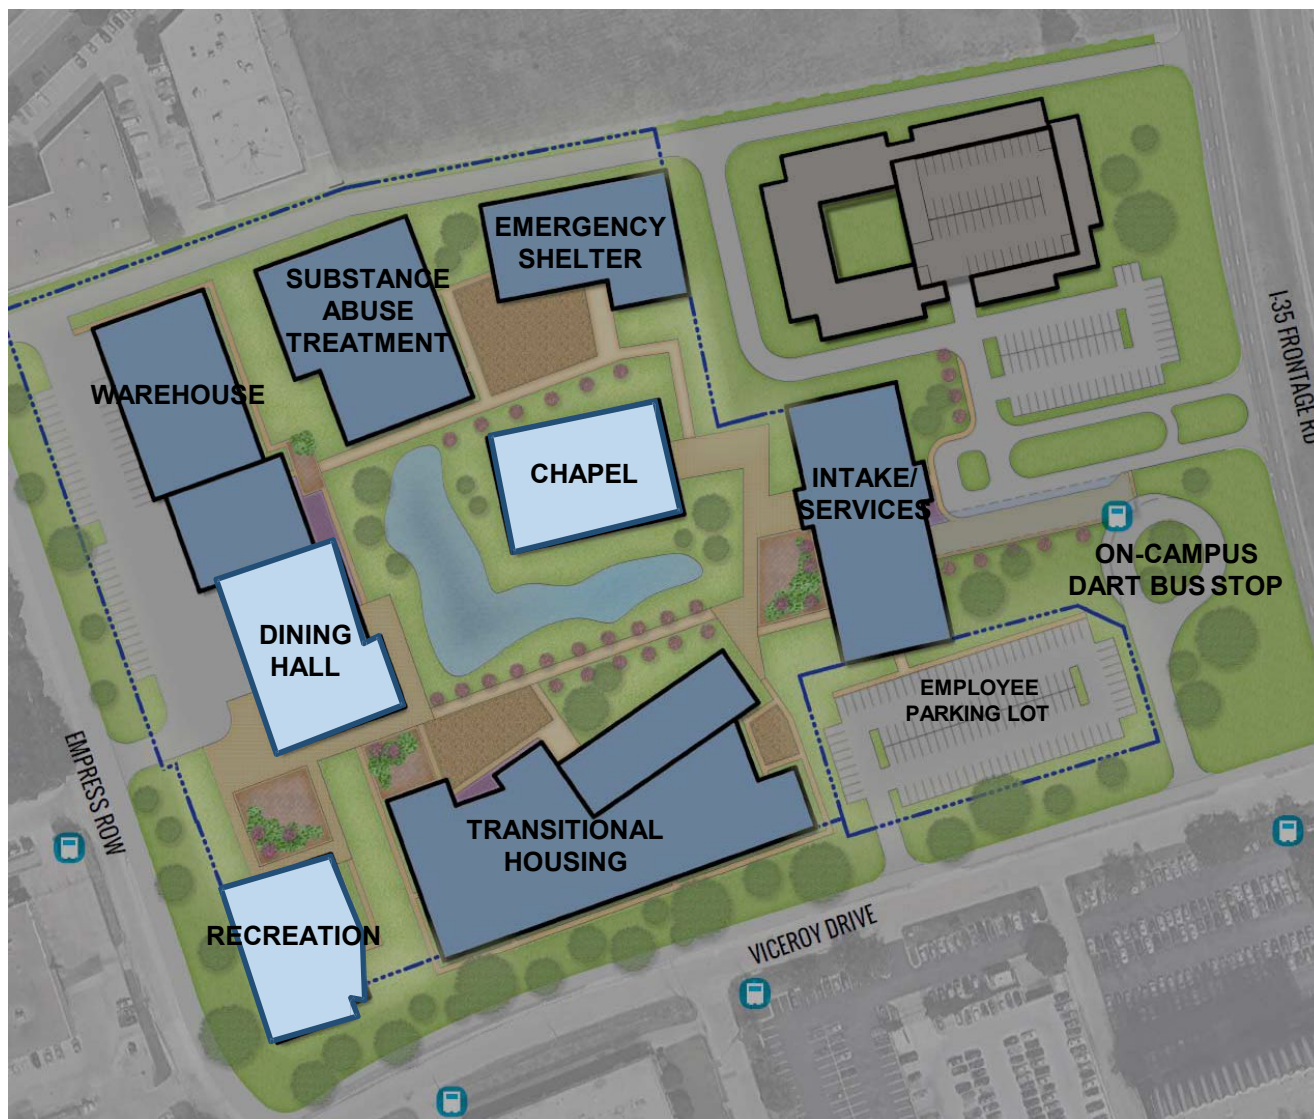 EMERGENCY
SHELTER
SUBSTANCE
ABUSE
TREATMENT
I-35 FRONTAGE RD
WAREHOUSE
CHAPEL
INTAKE/
SERVICES
ON-CAMPUS
DART BUS STOP
DINING
HALL
EMPLOYEE
PARKING LOT
EMPRESS ROW
TRANSITIONAL
HOUSING
RECREATION
VICEROY DRIVE